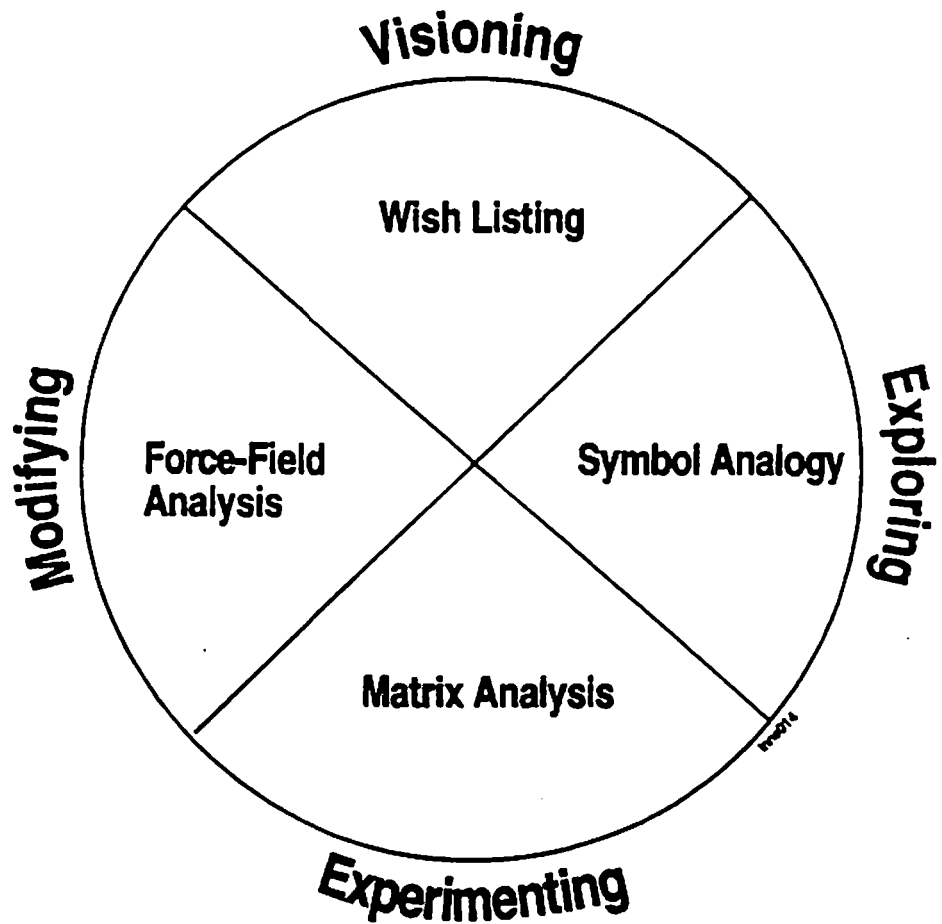 Visioning
Wish Listing
Modifying
Force-Field
Analysis
Symbol Analogy
Exploring
Matrix Analysis
Experimenting